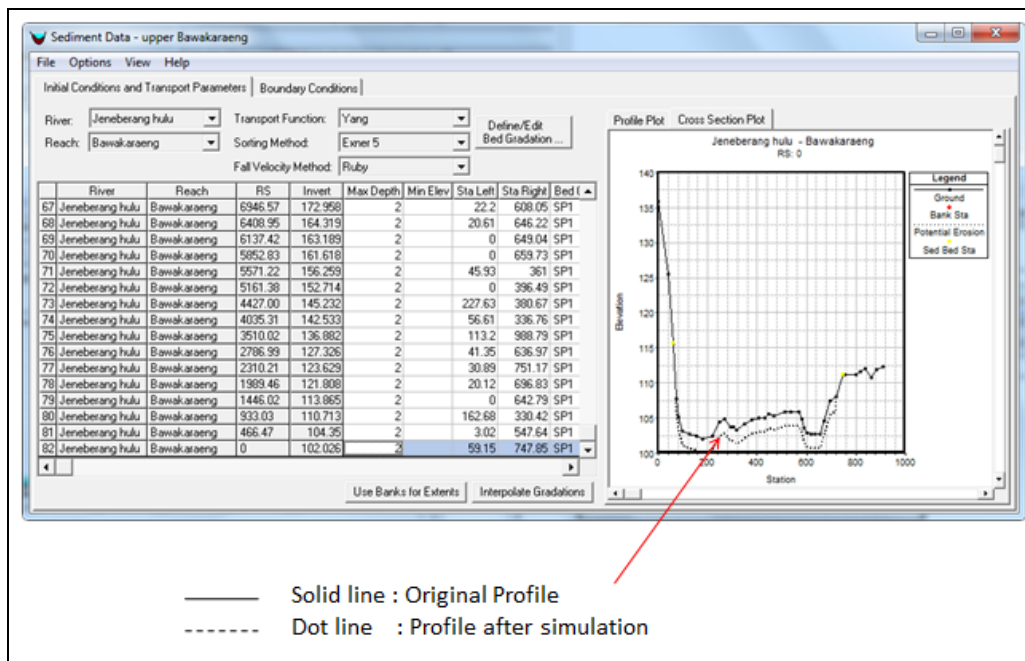 Sediment Data - upper Bawakaraeng
File Options View Help
Initial Conditions and Transport Parameters Boundary Conditions
River: Jeneberang hulu Transport Function: Yang
Reach: Bawakaraeng Sorting Method: Exner 5
Fall Velocity Method: Ruby
Define/Edit
Bed Gradation ...
River Reach RS Invert Max Depth Min Elev Sta Left Sta Right Bed (
67 Jeneberang hulu Bawakaraeng 6946.57 172.958 2 22.2 608.05 SP1
68 Jeneberang hulu Bawakaraeng 6408.95 164.319 2 20.61 646.22 SP1
69 Jeneberang hulu Bawakaraeng 6137.42 163.189 2 0 649.04 SP1
70 Jeneberang hulu Bawakaraeng 5852.83 161.618 2 0 659.73 SP1
71 Jeneberang hulu Bawakaraeng 5571.22 156.259 2 45.93 361 SP1
72 Jeneberang hulu Bawakaraeng 5161.38 152.714 2 0 396.49 SP1
73 Jeneberang hulu Bawakaraeng 4427.00 145.232 2 227.63 380.67 SP1
74 Jeneberang hulu Bawakaraeng 4035.31 142.533 2 56.61 336.76 SP1
75 Jeneberang hulu Bawakaraeng 3510.02 136.882 2 113.2 988.79 SP1
76 Jeneberang hulu Bawakaraeng 2786.99 127.326 2 41.35 636.97 SP1
77 Jeneberang hulu Bawakaraeng 2310.21 123.629 2 30.89 751.17 SP1
78 Jeneberang hulu Bawakaraeng 1989.46 121.808 2 20.12 696.83 SP1
79 Jeneberang hulu Bawakaraeng 1446.02 113.865 2 0 642.79 SP1
80 Jeneberang hulu Bawakaraeng 933.03 110.713 2 162.68 330.42 SP1
81 Jeneberang hulu Bawakaraeng 466.47 104.35 2 3.02 547.64 SP1
82 Jeneberang hulu Bawakaraeng 0 102.026 2 59.15 747.85 SP1
Use Banks for Extents Interpolate Gradations
Profile Plot Cross Section Plot
Jeneberang hulu - Bawakaraeng
RS: 0
140
135
130
125
120
115
110
105
100
Elevation
0 200 400 600 800 1000
Station
Legend
Ground
Bank Sta
Potential Erosion
Sed Bed Sta
Solid line : Original Profile
Dot line : Profile after simulation